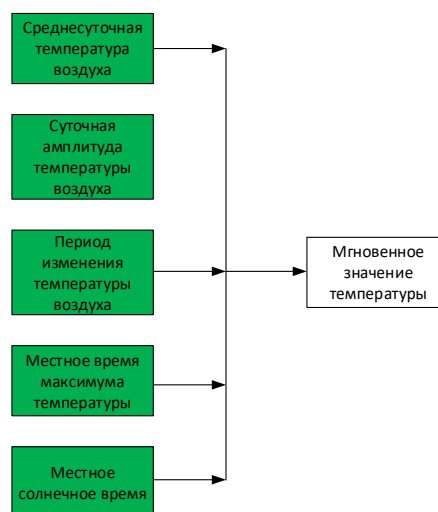 Среднесуточная
температура
воздуха
Суточная
амплитуда
температуры
воздуха
Период
изменения
температуры
воздуха
Мгновенное
значение
температуры
Местное время
максимума
температуры
Местное
солнечное время